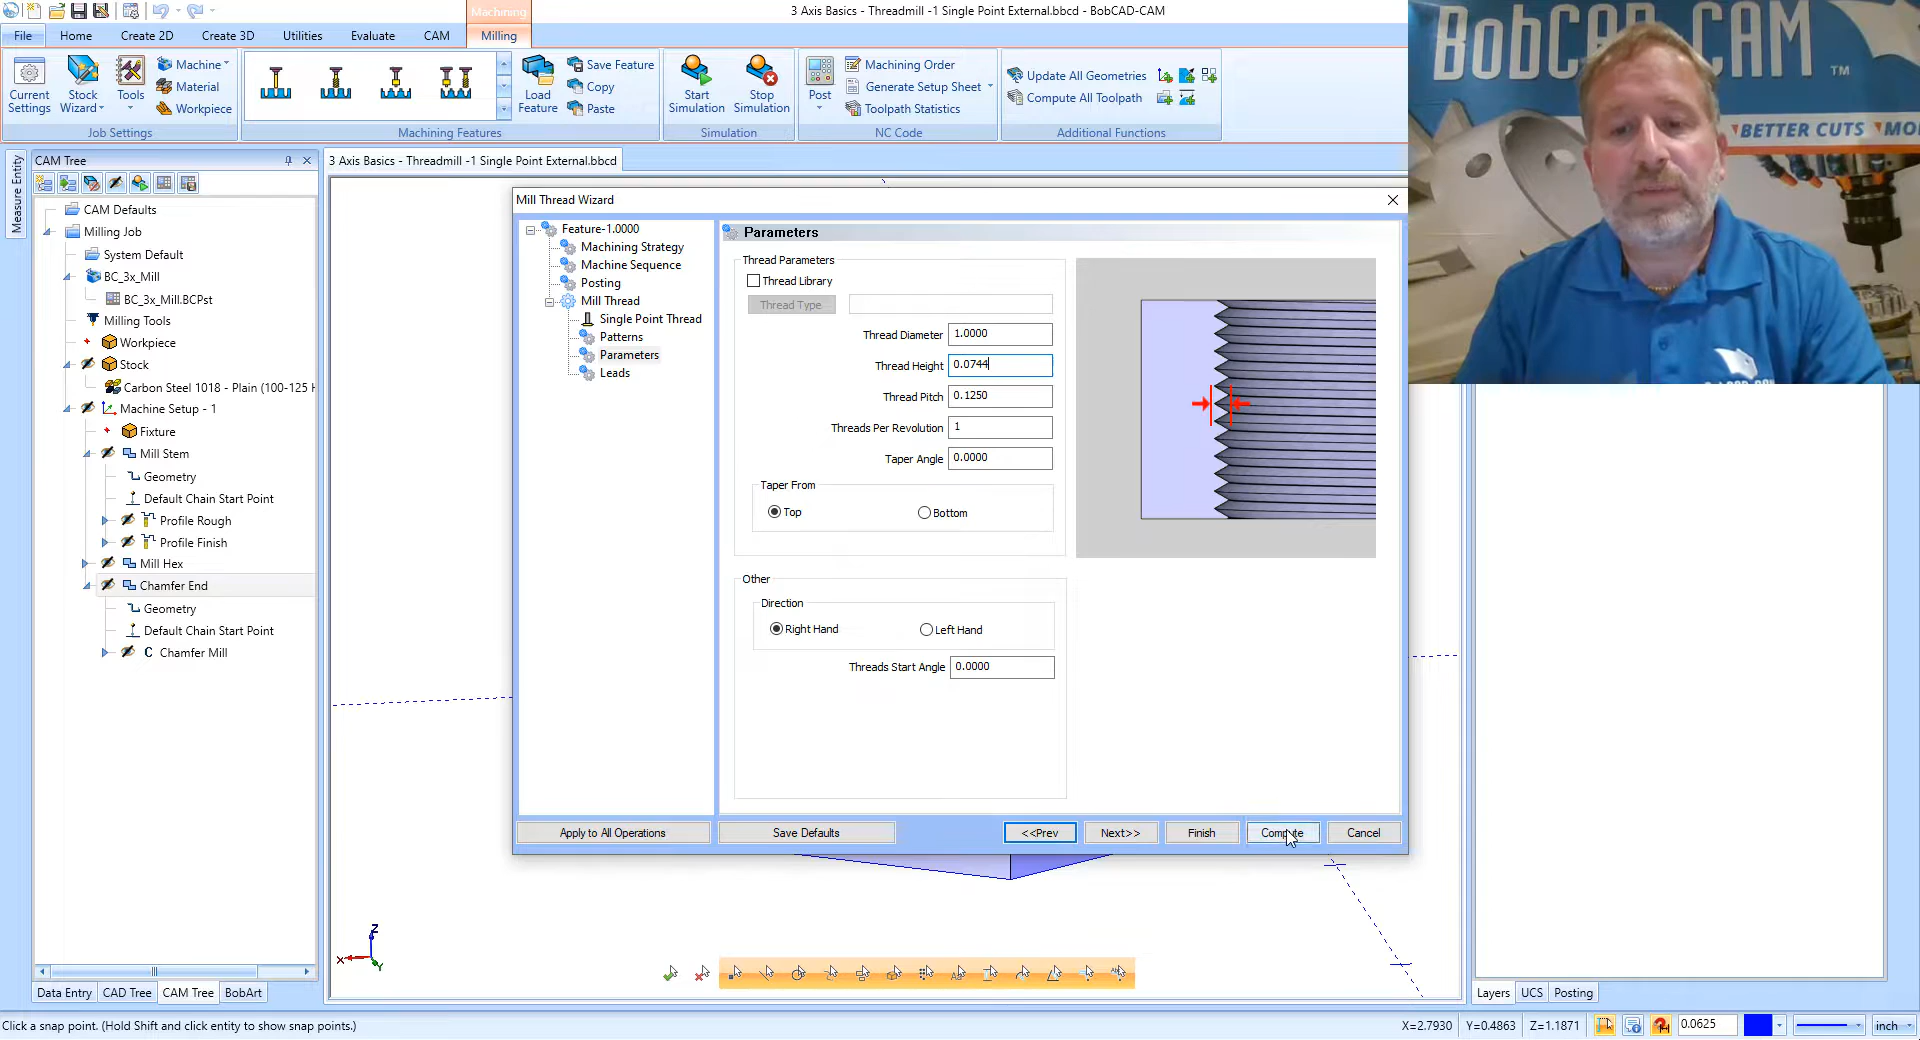 3 Axis Basics - Threadmill -1 Single Point External.bbcd - BobCAD-CAM
Machining
File Home Create 2D Create 3D Utilities Evaluate CAM Milling
Current Settings
Stock Wizard
Tools
Machine
Material
Workpiece
Job Settings
Load Feature
Save Feature
Copy
Paste
Machining Features
Start Simulation
Stop Simulation
Simulation
Post
Machining Order
Generate Setup Sheet
Toolpath Statistics
NC Code
Update All Geometries
Compute All Toolpath
Additional Functions
BobCAD-CAM TM
BETTER CUTS
Measure Entity
CAM Tree
3 Axis Basics - Threadmill -1 Single Point External.bbcd
CAM Defaults
Milling Job
System Default
BC_3x_Mill
BC_3x_Mill.BCPst
Milling Tools
Workpiece
Stock
Carbon Steel 1018 - Plain (100-125 H
Machine Setup - 1
Fixture
Mill Stem
Geometry
Default Chain Start Point
Profile Rough
Profile Finish
Mill Hex
Chamfer End
Geometry
Default Chain Start Point
C Chamfer Mill
Data Entry CAD Tree CAM Tree BobArt
Mill Thread Wizard
Feature-1.0000
Machining Strategy
Machine Sequence
Posting
Mill Thread
Single Point Thread
Patterns
Parameters
Leads
Parameters
Thread Parameters
Thread Library
Thread Type
Thread Diameter 1.0000
Thread Height 0.0744
Thread Pitch 0.1250
Threads Per Revolution 1
Taper Angle 0.0000
Taper From
Top Bottom
Other
Direction
Right Hand Left Hand
Threads Start Angle 0.0000
Apply to All Operations Save Defaults <<Prev Next>> Finish Compute Cancel
Z
X
Y
Layers UCS Posting
Click a snap point. (Hold Shift and click entity to show snap points.) X=2.7930 Y=0.4863 Z=1.1871 0.0625 inch